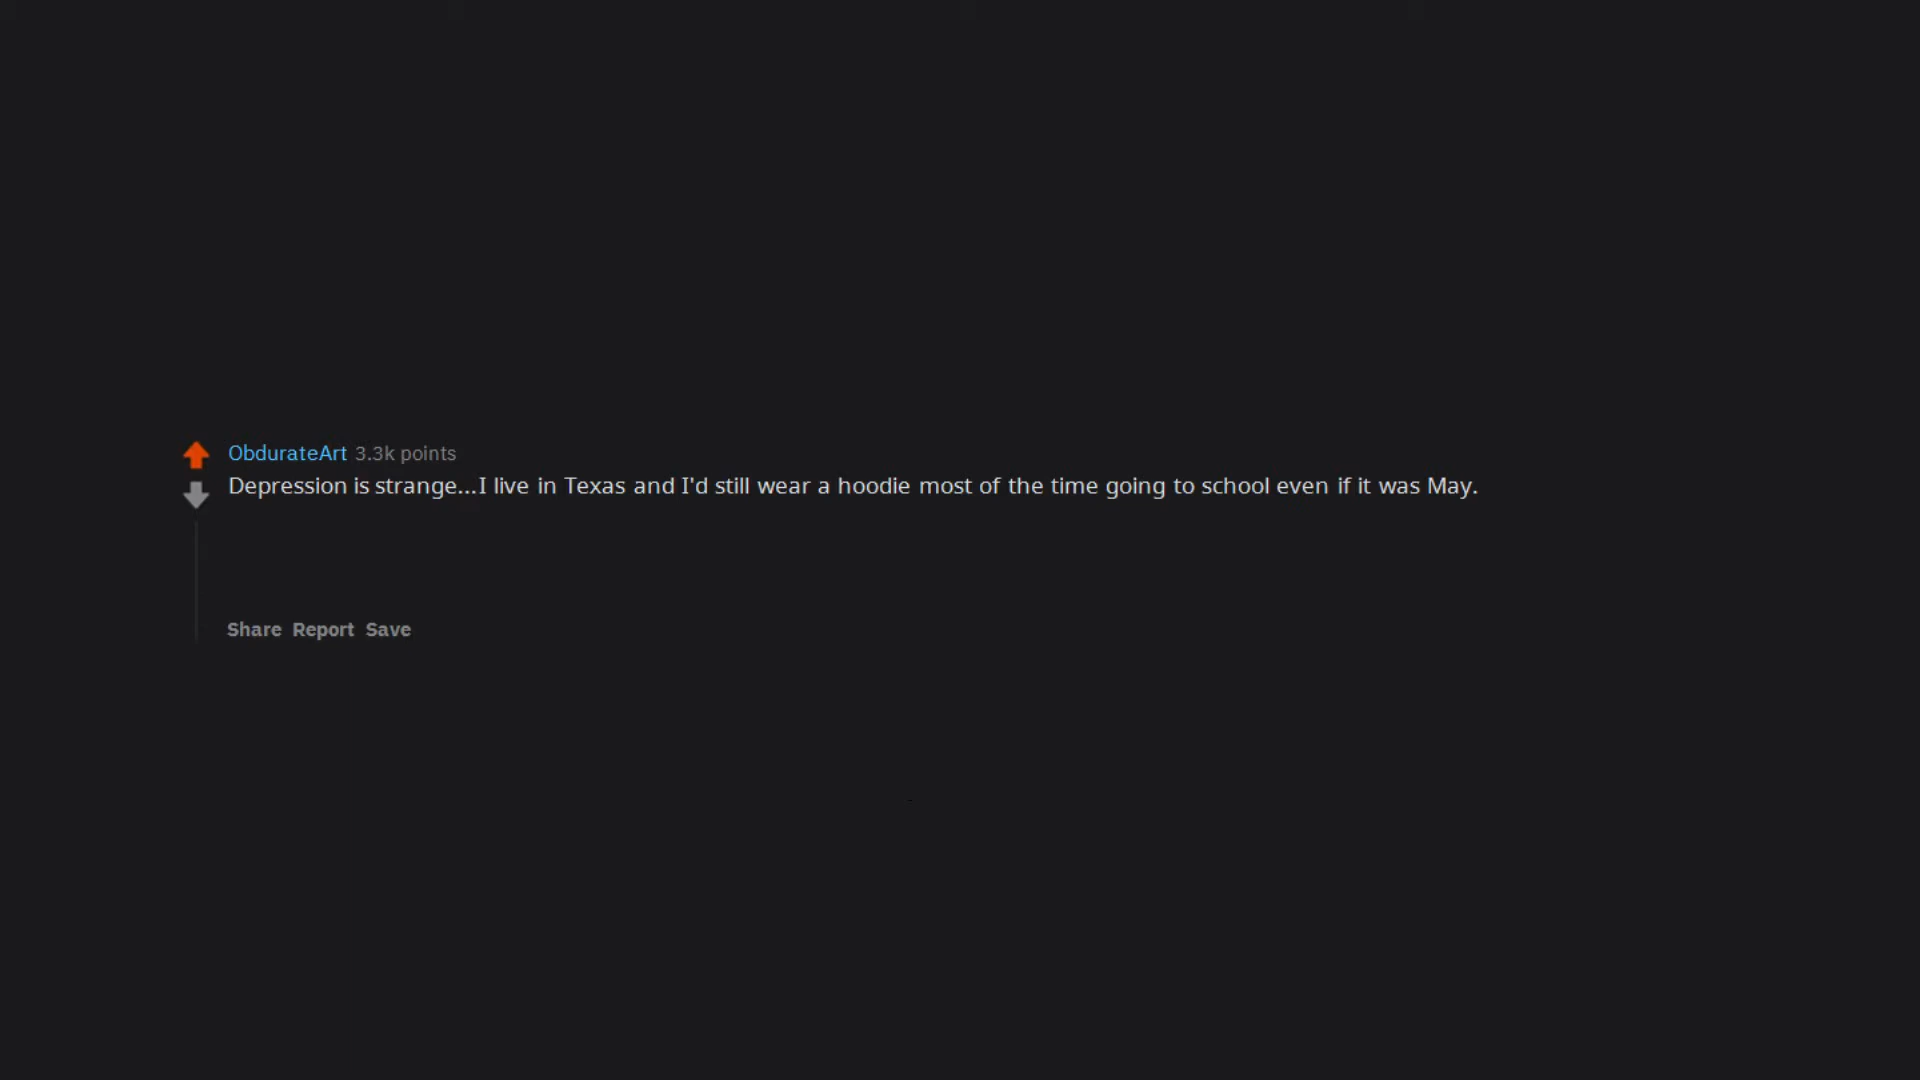 ObdurateArt 3.3k points
Depression is strange...I live in Texas and I'd still wear a hoodie most of the time going to school even if it was May.
Share Report Save